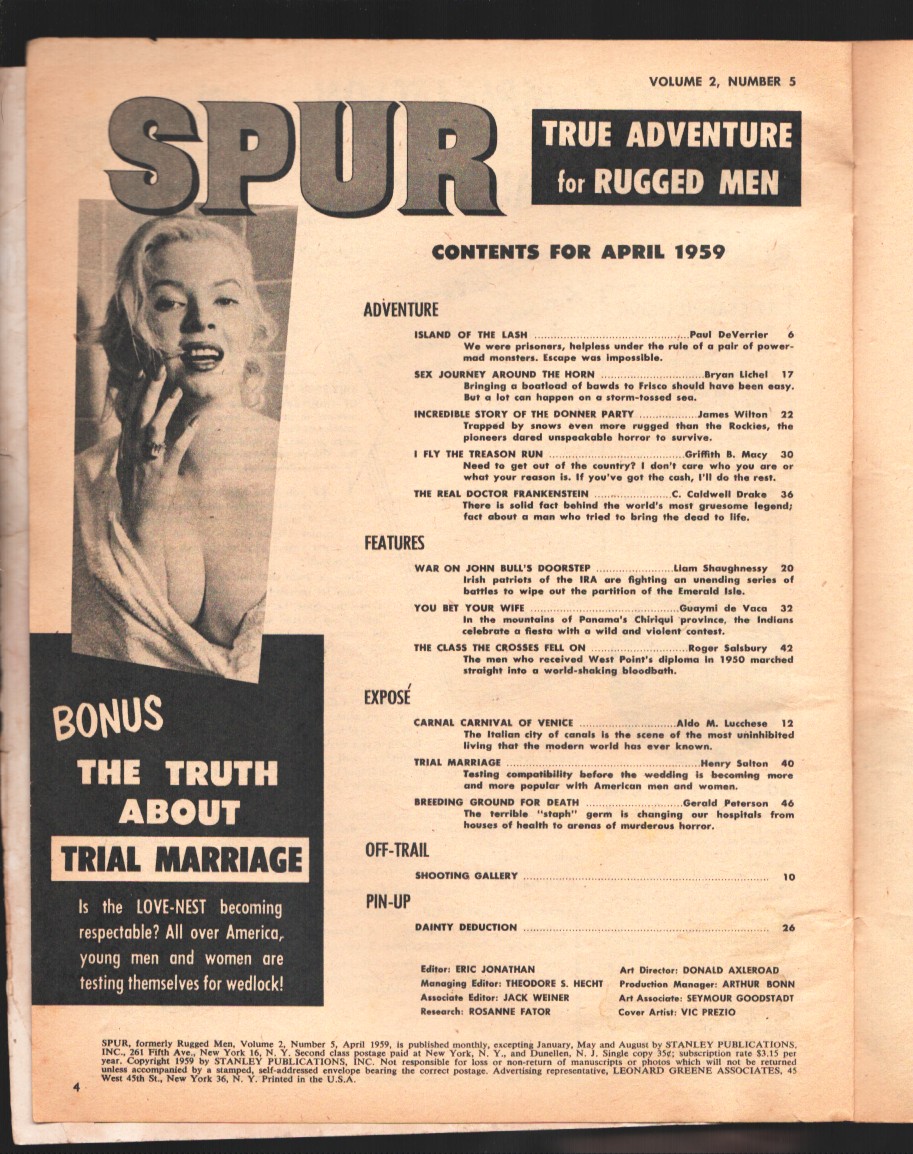 VOLUME 2, NUMBER 5
SPUR
TRUE ADVENTURE
for RUGGED MEN
CONTENTS FOR APRIL 1959
ADVENTURE
ISLAND OF THE LASH ........................................ Paul DeVerrier 6
We were prisoners, helpless under the rule of a pair of power-
mad monsters. Escape was impossible.
SEX JOURNEY AROUND THE HORN ........................... Bryan Lichel 17
Bringing a boatload of bawds to Frisco should have been easy.
But a lot can happen on a storm-tossed sea.
INCREDIBLE STORY OF THE DONNER PARTY ............... James Wilton 22
Trapped by snows even more rugged than the Rockies, the
pioneers dared unspeakable horror to survive.
I FLY THE TREASON RUN ................................... Griffith B. Macy 30
Need to get out of the country? I don't care who you are or
what your reason is. If you've got the cash, I'll do the rest.
THE REAL DOCTOR FRANKENSTEIN .................... C. Caldwell Drake 36
There is solid fact behind the world's most gruesome legend;
fact about a man who tried to bring the dead to life.
FEATURES
WAR ON JOHN BULL'S DOORSTEP .................... Liam Shaughnessy 20
Irish patriots of the IRA are fighting an unending series of
battles to wipe out the partition of the Emerald Isle.
YOU BET YOUR WIFE ...................................... Guaymi de Vaca 32
In the mountains of Panama's Chiriqui province, the Indians
celebrate a fiesta with a wild and violent contest.
THE CLASS THE CROSSES FELL ON ......................... Roger Salsbury 42
The men who received West Point's diploma in 1950 marched
straight into a world-shaking bloodbath.
EXPOSÉ
CARNAL CARNIVAL OF VENICE ......................... Aldo M. Lucchese 12
The Italian city of canals is the scene of the most uninhibited
living that the modern world has ever known.
TRIAL MARRIAGE .................................................. Henry Salton 40
Testing compatibility before the wedding is becoming more
and more popular with American men and women.
BREEDING GROUND FOR DEATH ......................... Gerald Peterson 46
The terrible "staph" germ is changing our hospitals from
houses of health to arenas of murderous horror.
OFF-TRAIL
SHOOTING GALLERY ................................................................ 10
PIN-UP
DAINTY DEDUCTION ................................................................ 26
BONUS
THE TRUTH
ABOUT
TRIAL MARRIAGE
Is the LOVE-NEST becoming
respectable? All over America,
young men and women are
testing themselves for wedlock!
Editor: ERIC JONATHAN
Managing Editor: THEODORE S. HECHT
Associate Editor: JACK WEINER
Research: ROSANNE FATOR
Art Director: DONALD AXLEROAD
Production Manager: ARTHUR BONN
Art Associate: SEYMOUR GOODSTADT
Cover Artist: VIC PREZIO
SPUR, formerly Rugged Men, Volume 2, Number 5, April 1959, is published monthly, excepting January, May and August by STANLEY PUBLICATIONS,
INC., 261 Fifth Ave., New York 16, N. Y. Second class postage paid at New York, N. Y., and Dunellen, N. J. Single copy 35¢; subscription rate $3.15 per
year. Copyright 1959 by STANLEY PUBLICATIONS, INC. Not responsible for loss or non-return of manuscripts or photos which will not be returned
unless accompanied by a stamped, self-addressed envelope bearing the correct postage. Advertising representative, LEONARD GREENE ASSOCIATES, 45
West 45th St., New York 36, N. Y. Printed in the U.S.A.
4